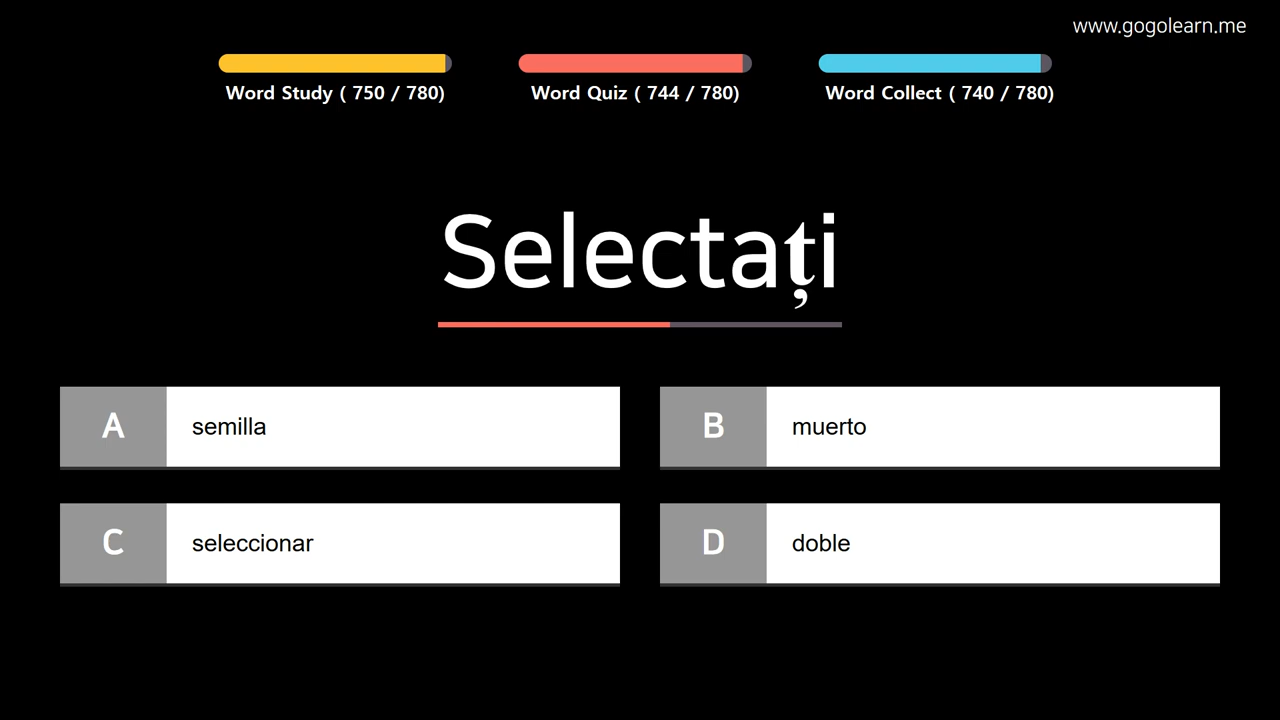 www.gogolearn.me
Word Study ( 750 / 780)
Word Quiz ( 744 / 780)
Word Collect ( 740 / 780)
Selectați
A
semilla
B
muerto
C
seleccionar
D
doble